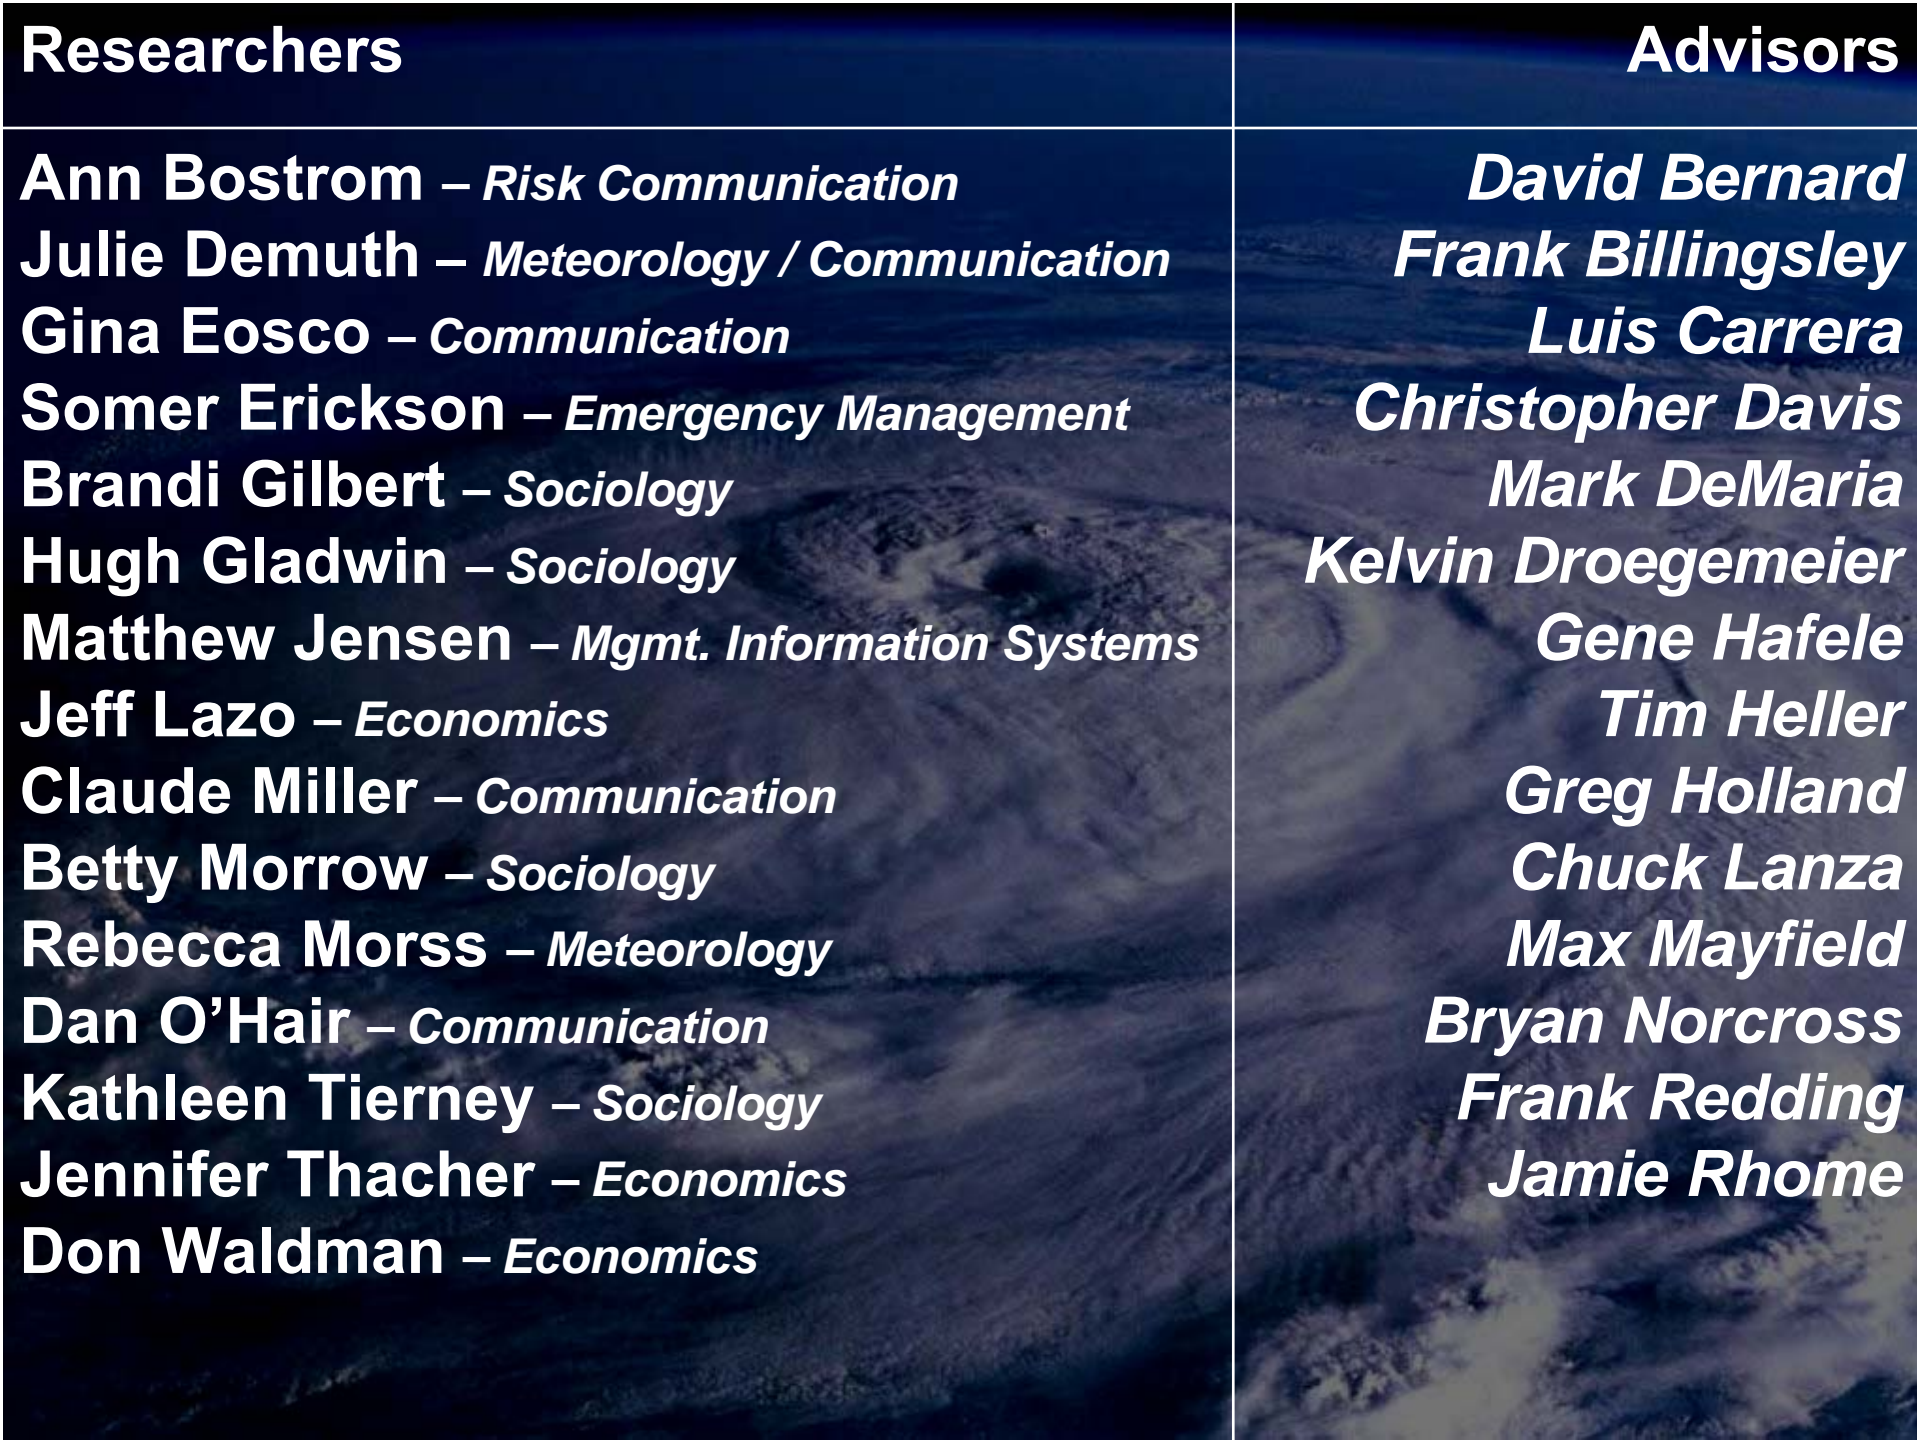 Researchers
Advisors
Ann Bostrom – Risk Communication
Julie Demuth – Meteorology / Communication
Gina Eosco – Communication
Somer Erickson – Emergency Management
Brandi Gilbert – Sociology
Hugh Gladwin – Sociology
Matthew Jensen – Mgmt. Information Systems
Jeff Lazo – Economics
Claude Miller – Communication
Betty Morrow – Sociology
Rebecca Morss – Meteorology
Dan O’Hair – Communication
Kathleen Tierney – Sociology
Jennifer Thacher – Economics
Don Waldman – Economics
David Bernard
Frank Billingsley
Luis Carrera
Christopher Davis
Mark DeMaria
Kelvin Droegemeier
Gene Hafele
Tim Heller
Greg Holland
Chuck Lanza
Max Mayfield
Bryan Norcross
Frank Redding
Jamie Rhome